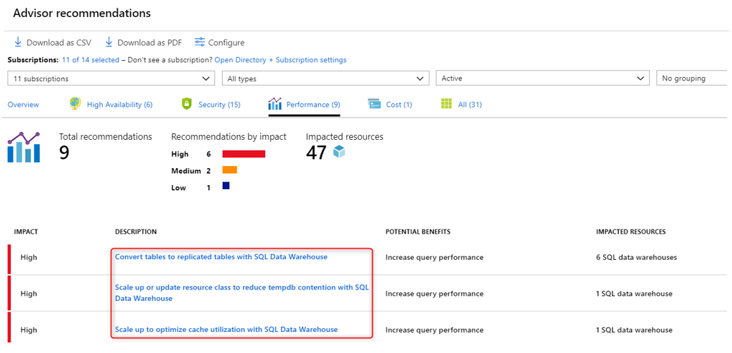 Advisor recommendations
Download as CSV Download as PDF Configure
Subscriptions: 11 of 14 selected – Don't see a subscription? Open Directory + Subscription settings
11 subscriptions All types Active No grouping
Overview High Availability (6) Security (15) Performance (9) Cost (1) All (31)
Total recommendations Recommendations by impact Impacted resources
9 47
High 6
Medium 2
Low 1
IMPACT DESCRIPTION POTENTIAL BENEFITS IMPACTED RESOURCES
High Convert tables to replicated tables with SQL Data Warehouse Increase query performance 6 SQL data warehouses
High Scale up or update resource class to reduce tempdb contention with SQL Increase query performance 1 SQL data warehouse
Data Warehouse
High Scale up to optimize cache utilization with SQL Data Warehouse Increase query performance 1 SQL data warehouse